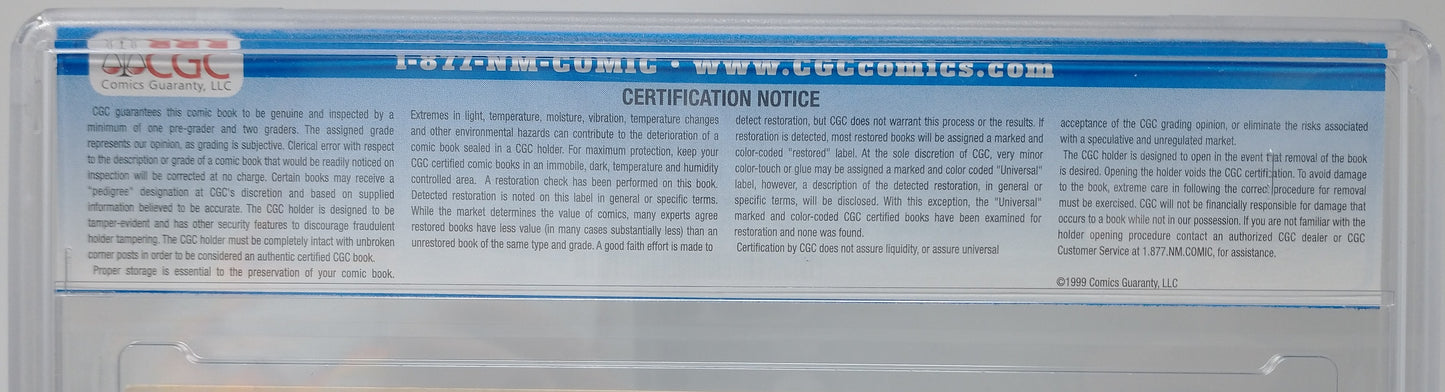 CGC
Comics Guaranty, LLC
1-877-NM-COMIC • www.CGCcomics.com
CERTIFICATION NOTICE
CGC guarantees this comic book to be genuine and inspected by a
minimum of one pre-grader and two graders. The assigned grade
represents our opinion, as grading is subjective. Clerical error with respect
to the description or grade of a comic book that would be readily noticed on
inspection will be corrected at no charge. Certain books may receive a
"pedigree" designation at CGC's discretion and based on supplied
information believed to be accurate. The CGC holder is designed to be
tamper-evident and has other security features to discourage fraudulent
holder tampering. The CGC holder must be completely intact with unbroken
corner posts in order to be considered an authentic certified CGC book.
Proper storage is essential to the preservation of your comic book.
Extremes in light, temperature, moisture, vibration, temperature changes
and other environmental hazards can contribute to the deterioration of a
comic book sealed in a CGC holder. For maximum protection, keep your
CGC certified comic books in an immobile, dark, temperature and humidity
controlled area. A restoration check has been performed on this book.
Detected restoration is noted on this label in general or specific terms.
While the market determines the value of comics, many experts agree
restored books have less value (in many cases substantially less) than an
unrestored book of the same type and grade. A good faith effort is made to
detect restoration, but CGC does not warrant this process or the results. If
restoration is detected, most restored books will be assigned a marked and
color-coded "restored" label. At the sole discretion of CGC, very minor
color-touch or glue may be assigned a marked and color coded "Universal"
label, however, a description of the detected restoration, in general or
specific terms, will be disclosed. With this exception, the "Universal"
marked and color-coded CGC certified books have been examined for
restoration and none was found.
Certification by CGC does not assure liquidity, or assure universal
acceptance of the CGC grading opinion, or eliminate the risks associated
with a speculative and unregulated market.
The CGC holder is designed to open in the event that removal of the book
is desired. Opening the holder voids the CGC certification. To avoid damage
to the book, extreme care in following the correct procedure for removal
must be exercised. CGC will not be financially responsible for damage that
occurs to a book while not in our possession. If you are not familiar with the
holder opening procedure contact an authorized CGC dealer or CGC
Customer Service at 1.877.NM.COMIC, for assistance.
©1999 Comics Guaranty, LLC